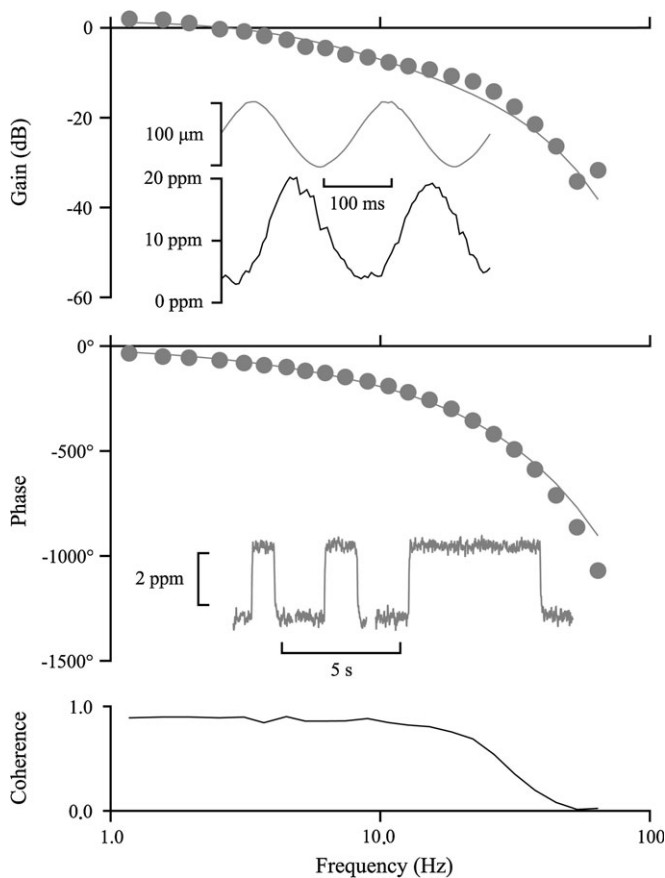 0
-20
-40
-60
Gain (dB)
100 μm
20 ppm
10 ppm
0 ppm
100 ms
0°
-500°
-1000°
-1500°
Phase
2 ppm
5 s
1.0
0.0
Coherence
1.0
10.0
100
Frequency (Hz)